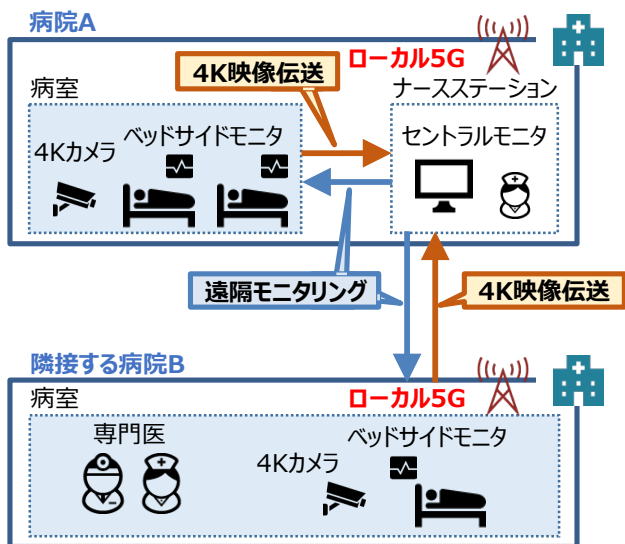 病院A
ローカル5G
4K映像伝送
病室
ナースステーション
ベッドサイドモニタ
セントラルモニタ
4Kカメラ
遠隔モニタリング
4K映像伝送
隣接する病院B
病室
ローカル5G
専門医
ベッドサイドモニタ
4Kカメラ